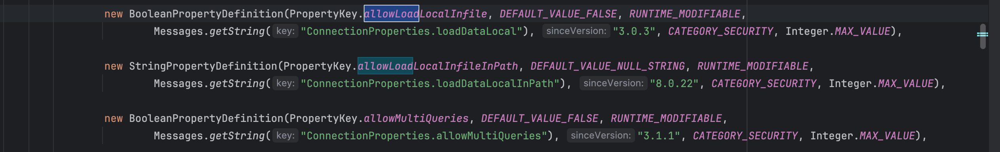 new BooleanPropertyDefinition(PropertyKey.allowLoadLocalInfile, DEFAULT_VALUE_FALSE, RUNTIME_MODIFIABLE,
Messages.getString( key: "ConnectionProperties.loadDataLocal"), sinceVersion: "3.0.3", CATEGORY_SECURITY, Integer.MAX_VALUE),
new StringPropertyDefinition(PropertyKey.allowLoadLocalInfileInPath, DEFAULT_VALUE_NULL_STRING, RUNTIME_MODIFIABLE,
Messages.getString( key: "ConnectionProperties.loadDataLocalInPath"), sinceVersion: "8.0.22", CATEGORY_SECURITY, Integer.MAX_VALUE),
new BooleanPropertyDefinition(PropertyKey.allowMultiQueries, DEFAULT_VALUE_FALSE, RUNTIME_MODIFIABLE,
Messages.getString( key: "ConnectionProperties.allowMultiQueries"), sinceVersion: "3.1.1", CATEGORY_SECURITY, Integer.MAX_VALUE),